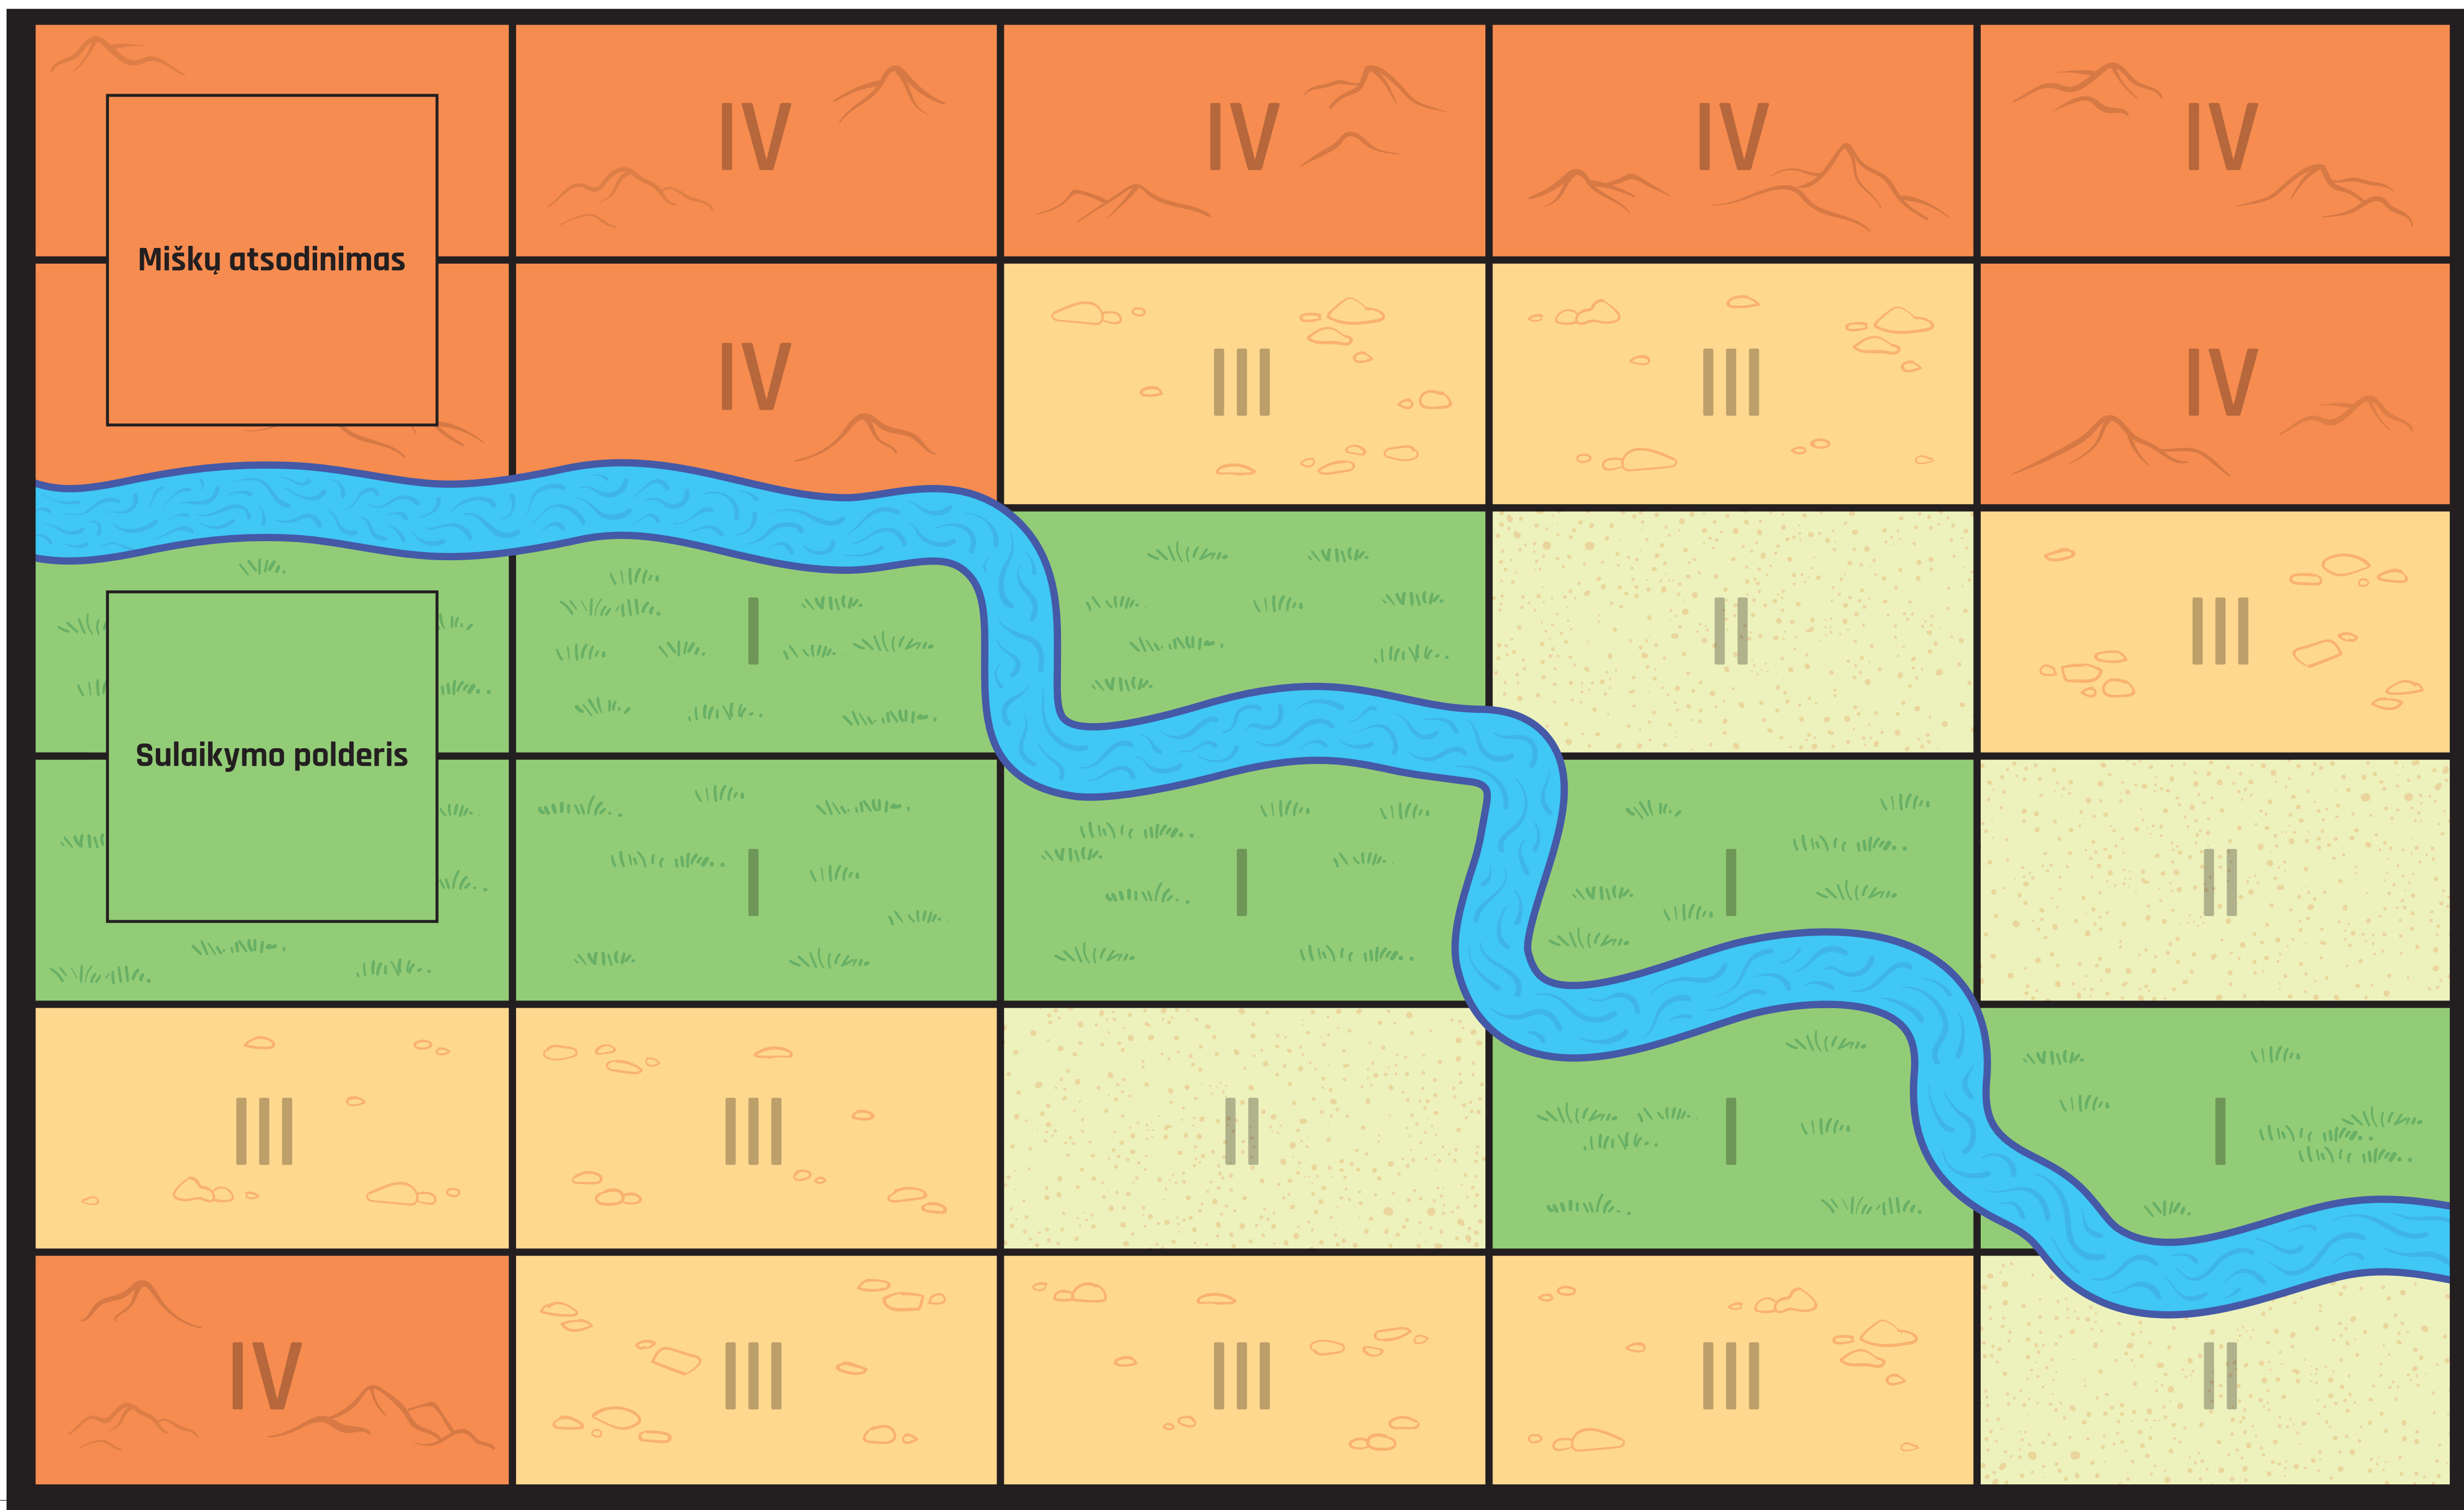 IV IV IV IV
Miškų atsodinimas
IV III III IV
I II III
Sulaikymo polderis
I I I II
III III II I I
IV III III III II